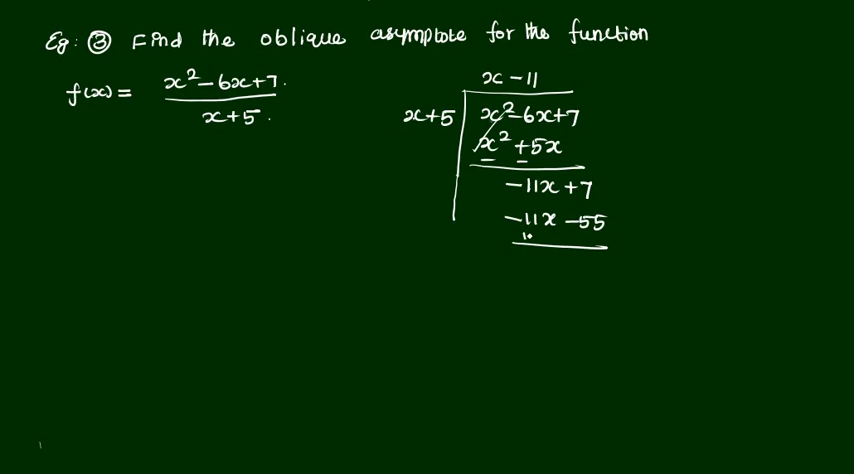 Eg: ③ Find the oblique asymptote for the function
f(x) = x² - 6x + 7 / x + 5
x - 11
x + 5 | x² - 6x + 7
x² + 5x
- 11x + 7
- 11x - 55